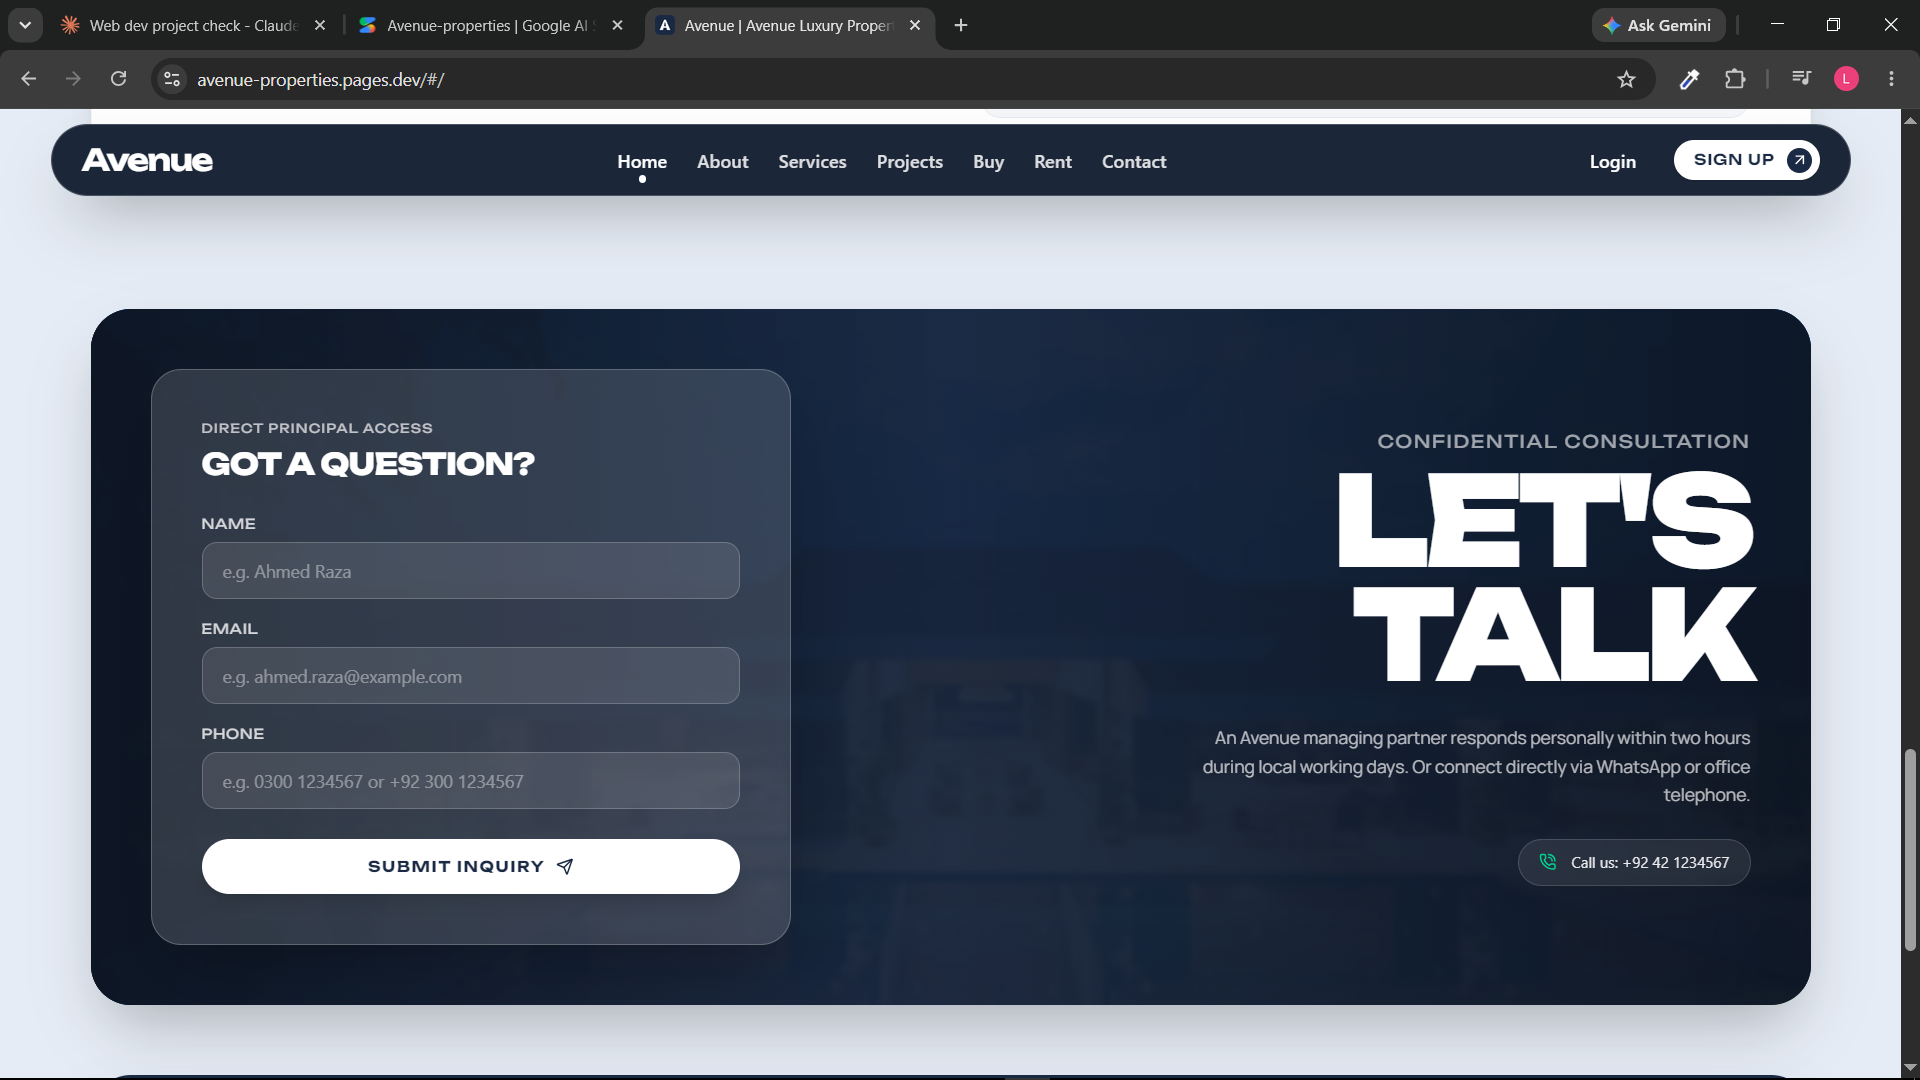 Web dev project check - Claude
Avenue-properties | Google AI S
A
Avenue | Avenue Luxury Proper
Ask Gemini
avenue-properties.pages.dev/#/
L
Avenue
Home
About
Services
Projects
Buy
Rent
Contact
Login
SIGN UP
DIRECT PRINCIPAL ACCESS
GOT A QUESTION?
NAME
e.g. Ahmed Raza
EMAIL
e.g. ahmed.raza@example.com
PHONE
e.g. 0300 1234567 or +92 300 1234567
SUBMIT INQUIRY
CONFIDENTIAL CONSULTATION
LET'S
TALK
An Avenue managing partner responds personally within two hours
during local working days. Or connect directly via WhatsApp or office
telephone.
Call us: +92 42 1234567